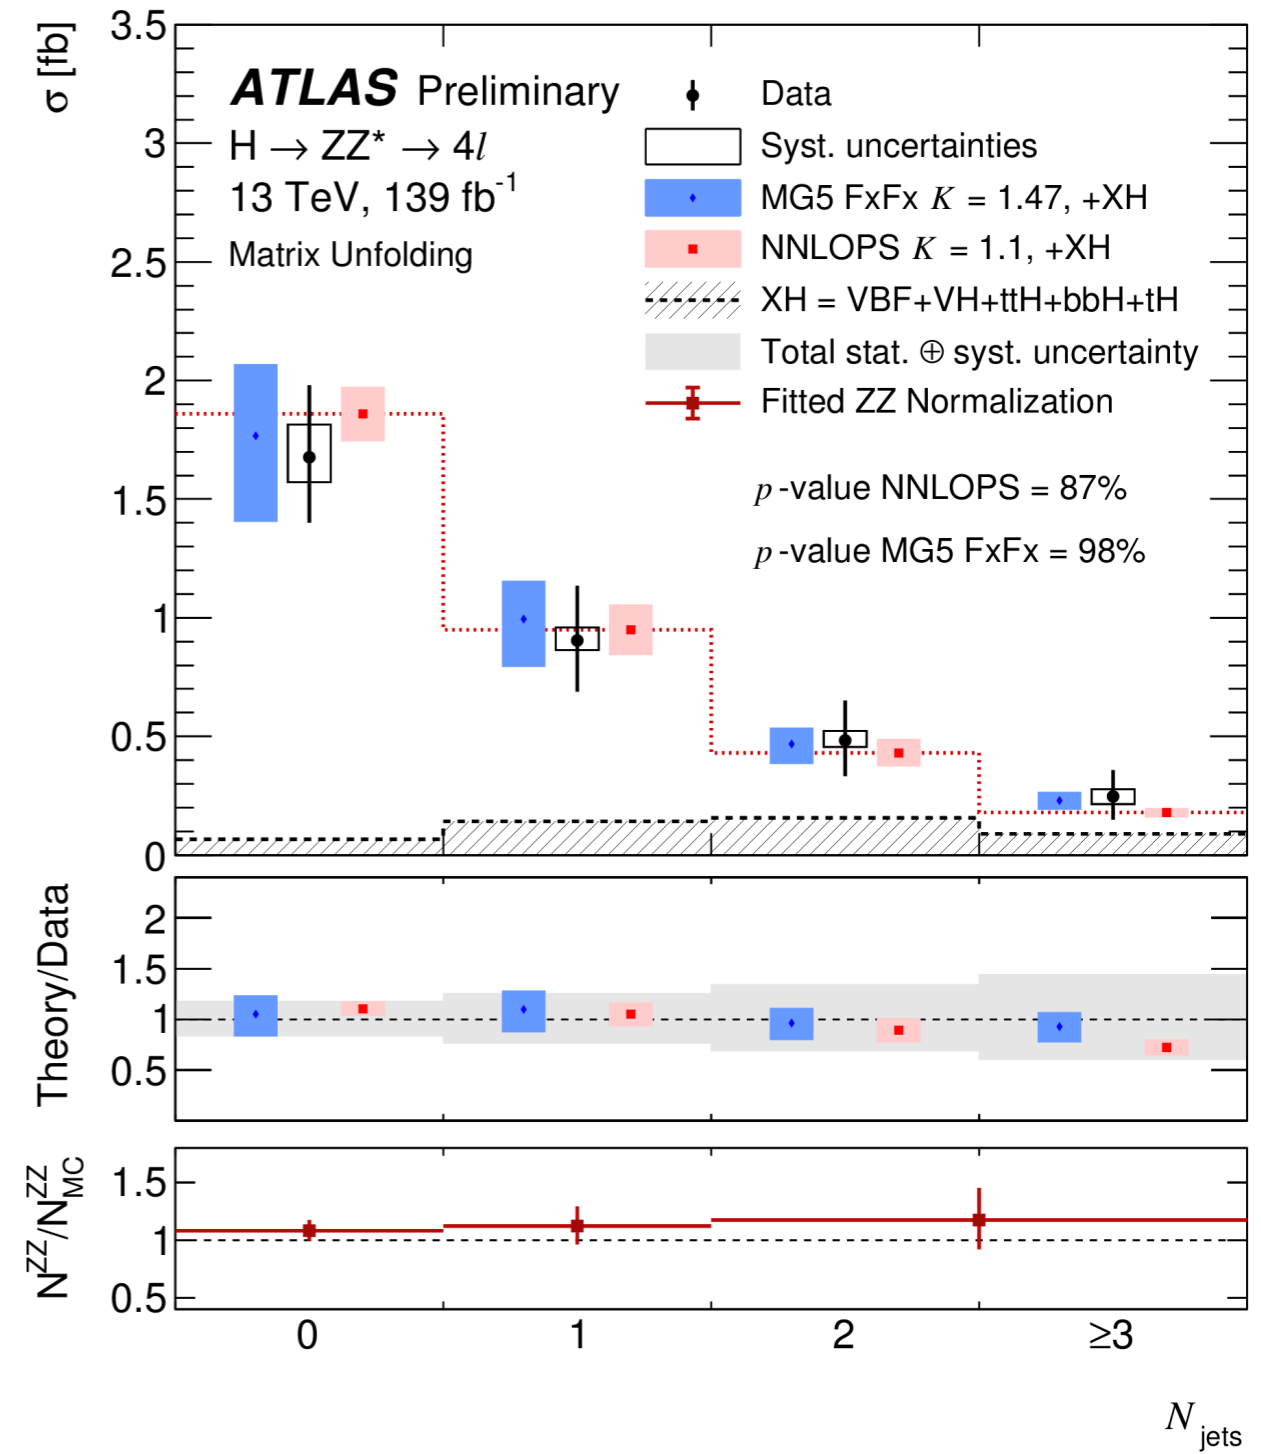 σ [fb]
3.5
3
2.5
2
1.5
1
0.5
0
ATLAS Preliminary
H → ZZ* → 4l
13 TeV, 139 fb⁻¹
Matrix Unfolding
Data
Syst. uncertainties
MG5 FxFx K = 1.47, +XH
NNLOPS K = 1.1, +XH
XH = VBF+VH+ttH+bbH+tH
Total stat. ⊕ syst. uncertainty
Fitted ZZ Normalization
p-value NNLOPS = 87%
p-value MG5 FxFx = 98%
Theory/Data
2
1.5
1
0.5
N^ZZ/N^ZZ_MC
1.5
1
0.5
0 1 2 ≥3
N_jets